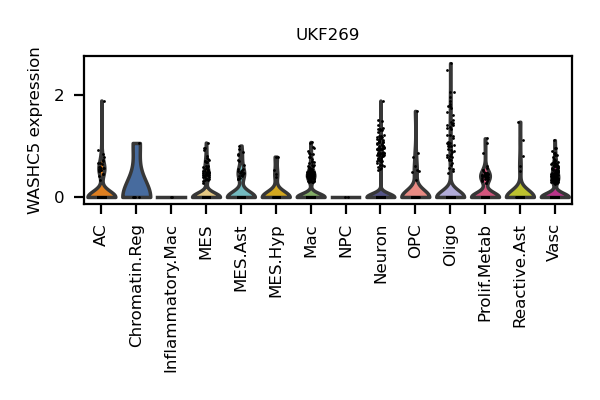 UKF269
WASHC5 expression
2
0
AC
Chromatin.Reg
Inflammatory.Mac
MES
MES.Ast
MES.Hyp
Mac
NPC
Neuron
OPC
Oligo
Prolif.Metab
Reactive.Ast
Vasc